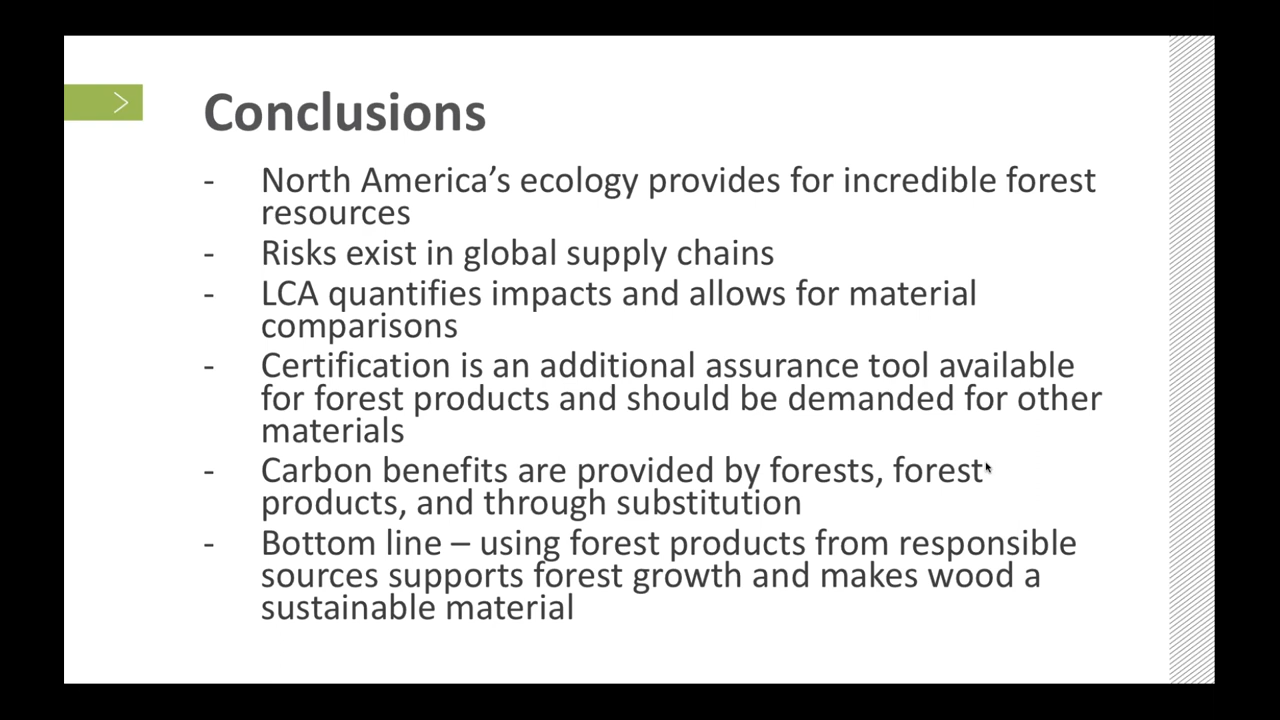 Conclusions
- North America’s ecology provides for incredible forest
resources
- Risks exist in global supply chains
- LCA quantifies impacts and allows for material
comparisons
- Certification is an additional assurance tool available
for forest products and should be demanded for other
materials
- Carbon benefits are provided by forests, forest
products, and through substitution
- Bottom line – using forest products from responsible
sources supports forest growth and makes wood a
sustainable material